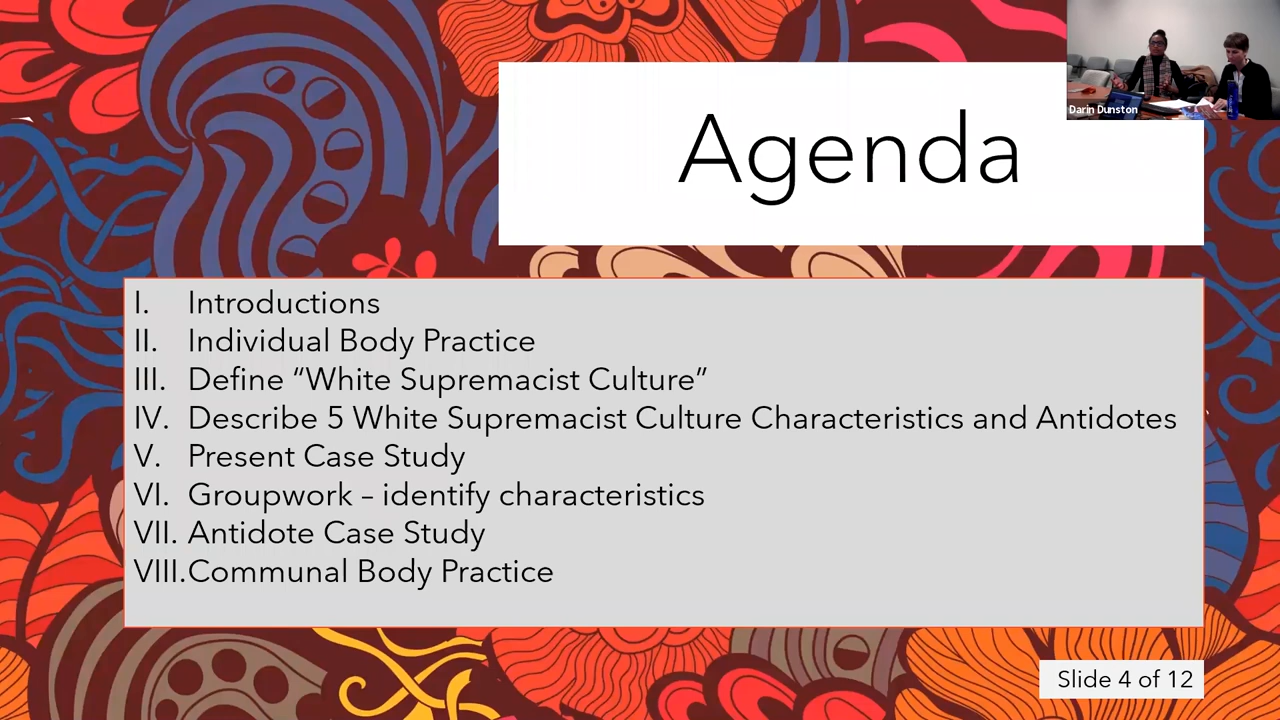 Darin Dunston
Agenda
I. Introductions
II. Individual Body Practice
III. Define “White Supremacist Culture”
IV. Describe 5 White Supremacist Culture Characteristics and Antidotes
V. Present Case Study
VI. Groupwork – identify characteristics
VII. Antidote Case Study
VIII.Communal Body Practice
Slide 4 of 12